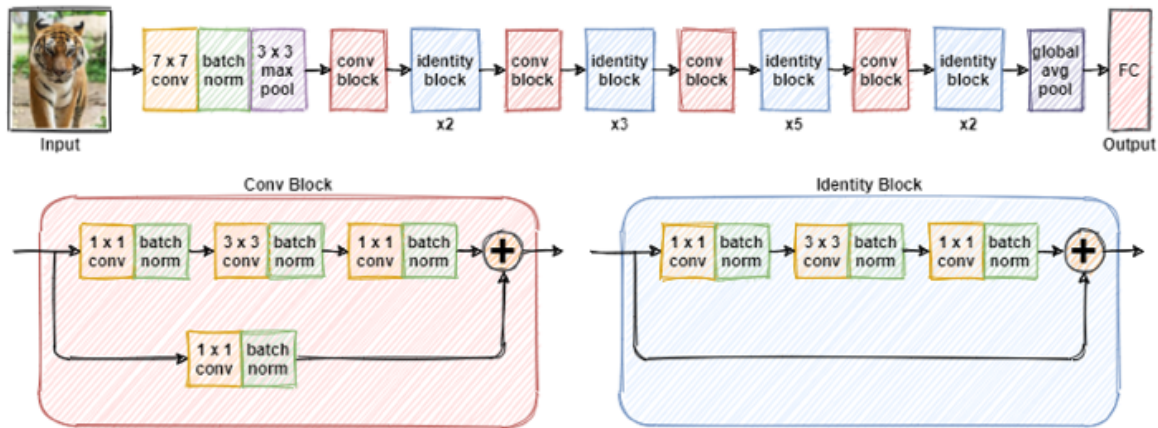 7 x 7
conv
batch
norm
3 x 3
max
pool
conv
block
identity
block
x2
conv
block
identity
block
x3
conv
block
identity
block
x5
conv
block
identity
block
x2
global
avg
pool
FC
Input
Output
Conv Block
1 x 1
conv
batch
norm
3 x 3
conv
batch
norm
1 x 1
conv
batch
norm
+
1 x 1
conv
batch
norm
Identity Block
1 x 1
conv
batch
norm
3 x 3
conv
batch
norm
1 x 1
conv
batch
norm
+